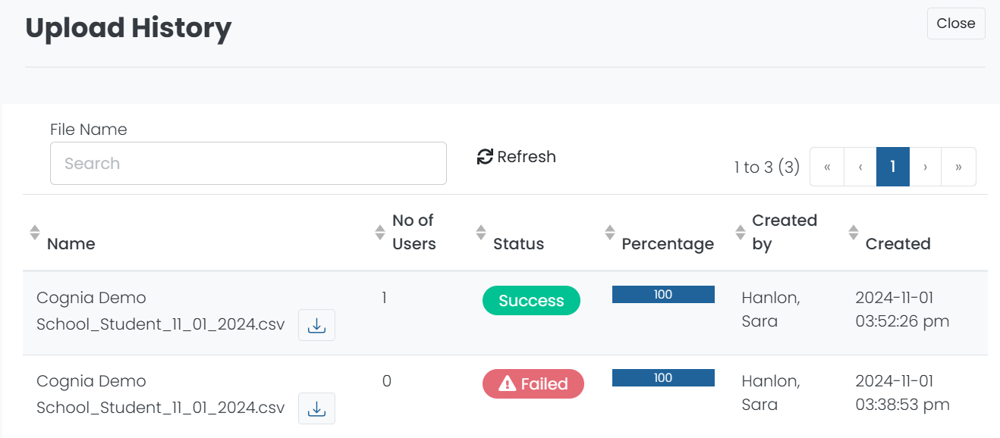 Upload History
Close
File Name
Search
Refresh
1 to 3 (3)
« ‹ 1 › »
Name
No of
Users
Status
Percentage
Created
by
Created
Cognia Demo
School_Student_11_01_2024.csv
1
Success
100
Hanlon,
Sara
2024-11-01
03:52:26 pm
Cognia Demo
School_Student_11_01_2024.csv
0
Failed
100
Hanlon,
Sara
2024-11-01
03:38:53 pm